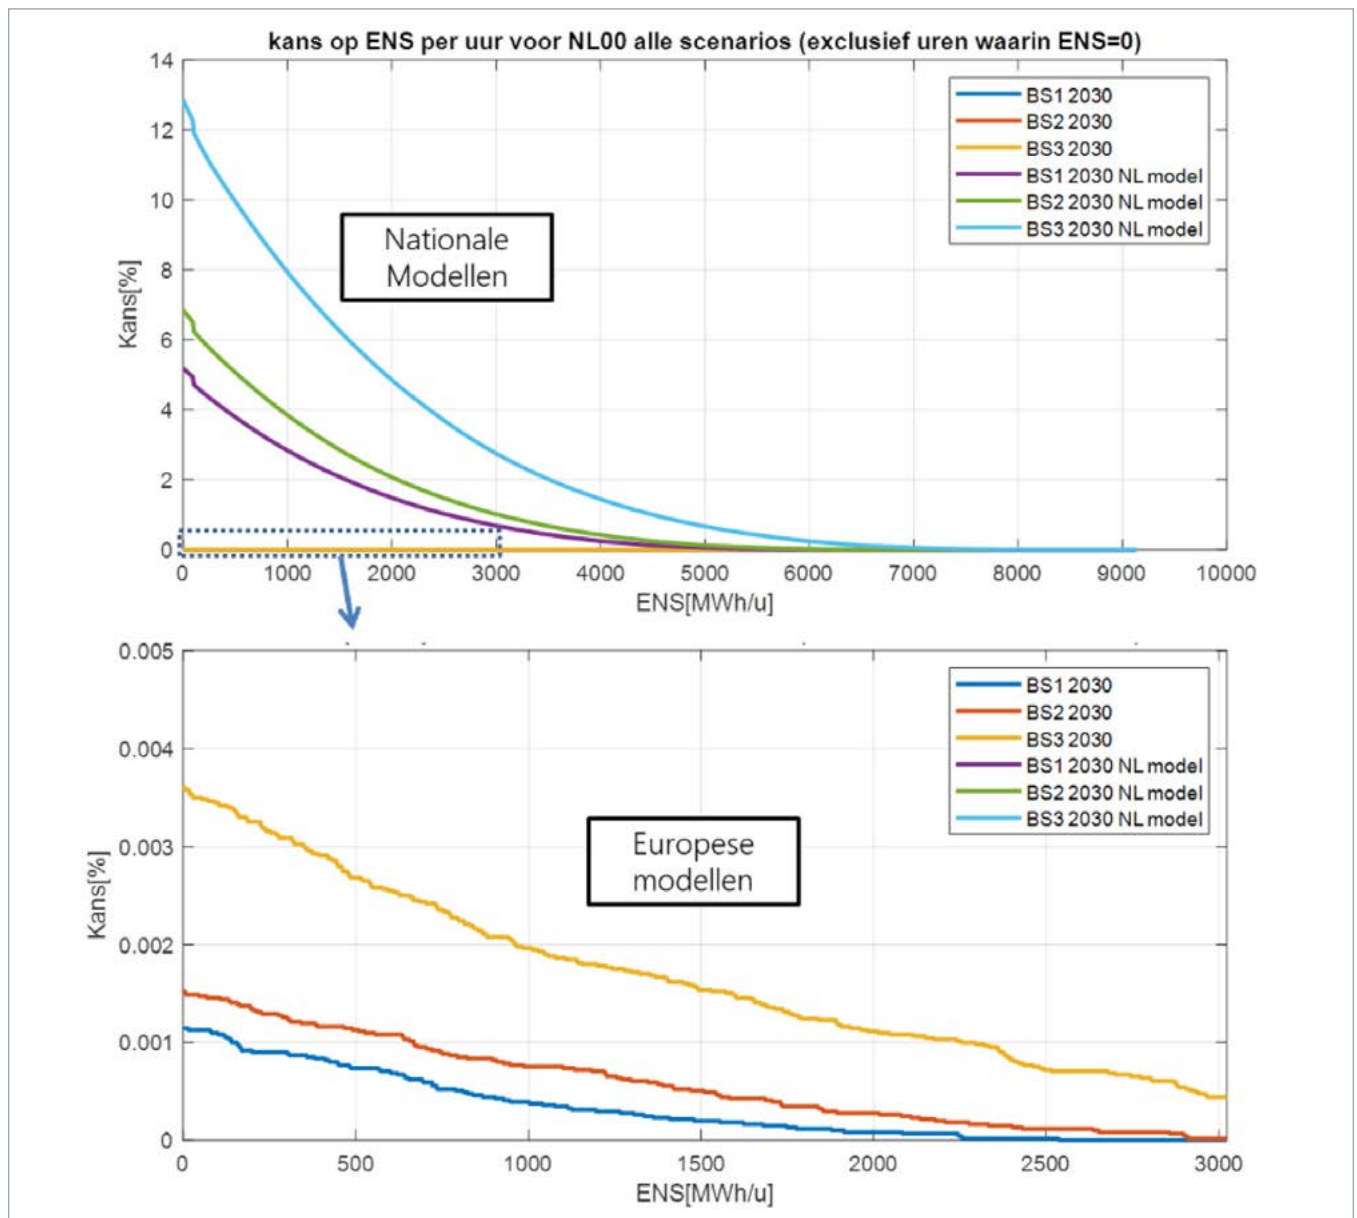 kans op ENS per uur voor NL00 alle scenarios (exclusief uren waarin ENS=0)
14
12
10
8
6
4
2
0
Kans[%]
BS1 2030
BS2 2030
BS3 2030
BS1 2030 NL model
BS2 2030 NL model
BS3 2030 NL model
Nationale
Modellen
0 1000 2000 3000 4000 5000 6000 7000 8000 9000 10000
ENS[MWh/u]
0.005
0.004
0.003
0.002
0.001
0
Kans[%]
BS1 2030
BS2 2030
BS3 2030
BS1 2030 NL model
BS2 2030 NL model
BS3 2030 NL model
Europese
modellen
0 500 1000 1500 2000 2500 3000
ENS[MWh/u]